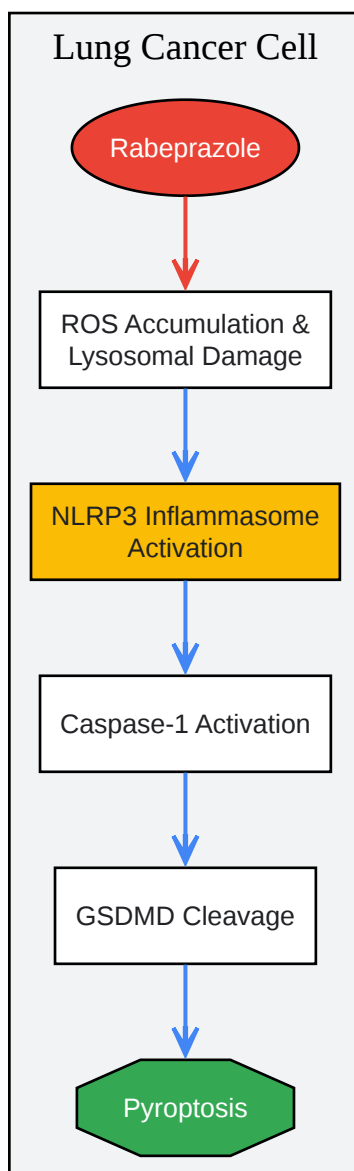 Lung Cancer Cell
Rabeprazole
ROS Accumulation &
Lysosomal Damage
NLRP3 Inflammasome
Activation
Caspase-1 Activation
GSDMD Cleavage
Pyroptosis